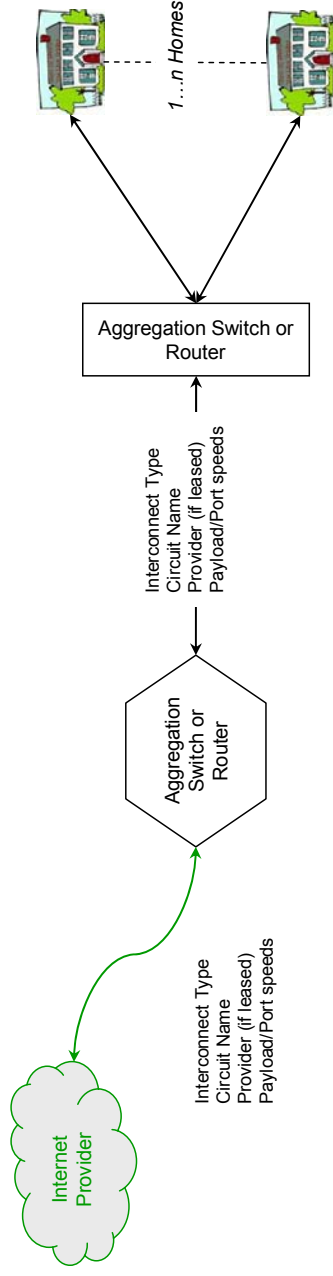 Internet
Provider
Interconnect Type
Circuit Name
Provider (if leased)
Payload/Port speeds
Aggregation
Switch or
Router
Interconnect Type
Circuit Name
Provider (if leased)
Payload/Port speeds
Aggregation Switch or
Router
1…n Homes